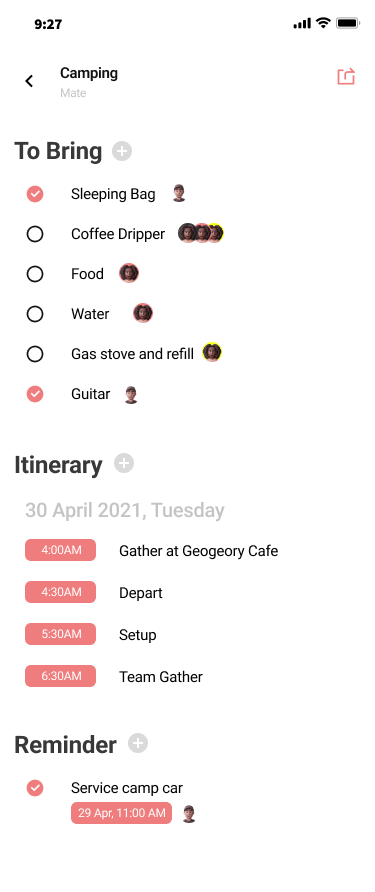 9:27
Camping
Mate
To Bring
Sleeping Bag
Coffee Dripper
Food
Water
Gas stove and refill
Guitar
Itinerary
30 April 2021, Tuesday
4:00AM Gather at Geogeory Cafe
4:30AM Depart
5:30AM Setup
6:30AM Team Gather
Reminder
Service camp car
29 Apr, 11:00 AM